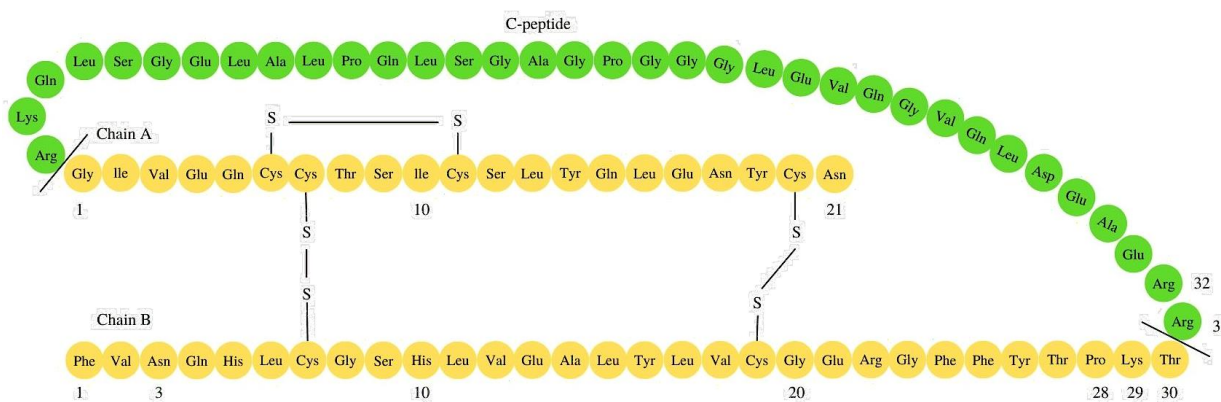 C-peptide
Gln Leu Ser Gly Glu Leu Ala Leu Pro Gln Leu Ser Gly Ala Gly Pro Gly Gly Gly Leu Glu Val Gln Gly Val Gln Leu Asp Glu Ala Glu Arg 32
Arg 3
Lys
Arg
Chain A
S S
Gly Ile Val Glu Gln Cys Cys Thr Ser Ile Cys Ser Leu Tyr Gln Leu Glu Asn Tyr Cys Asn
1 10 21
S S
S S
Chain B
Phe Val Asn Gln His Leu Cys Gly Ser His Leu Val Glu Ala Leu Tyr Leu Val Cys Gly Glu Arg Gly Phe Phe Tyr Thr Pro Lys Thr
1 3 10 20 28 29 30